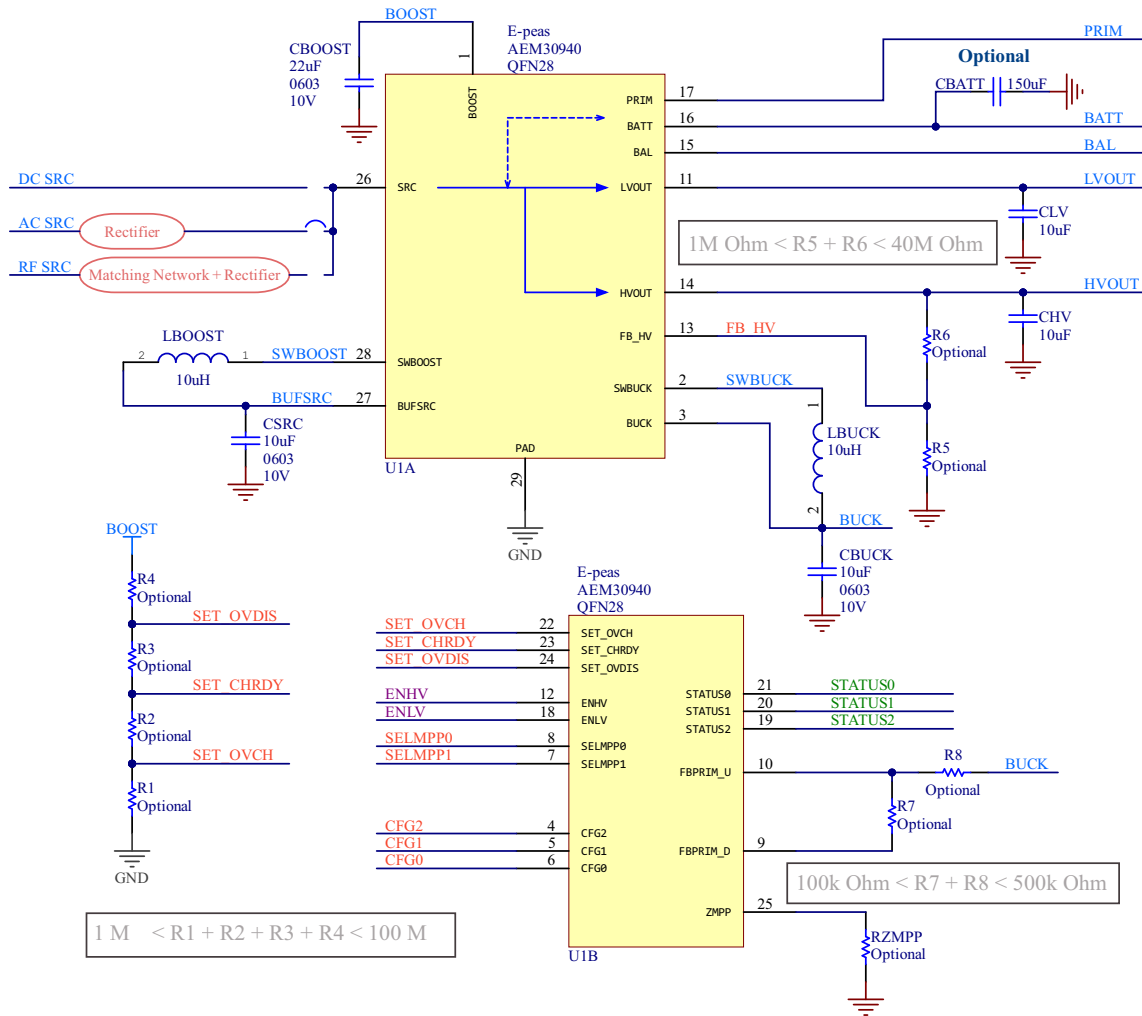 BOOST
E-peas
AEM30940
QFN28
CBOOST
22uF
0603
10V
1
BOOST
PRIM
Optional
CBATT
150uF
PRIM
17
BATT
16
BATT
BAL
15
BAL
DC SRC
26
SRC
LVOUT
11
LVOUT
CLV
10uF
AC SRC
Rectifier
RF SRC
Matching Network + Rectifier
1M Ohm < R5 + R6 < 40M Ohm
HVOUT
14
HVOUT
CHV
10uF
FB_HV
13
FB_HV
R6
Optional
LBOOST
2
1
10uH
SWBOOST
28
SWBOOST
SWBUCK
2
SWBUCK
BUFSRC
27
BUFSRC
BUCK
3
1
LBUCK
10uH
2
CSRC
10uF
0603
10V
PAD
29
U1A
GND
R5
Optional
BUCK
CBUCK
10uF
0603
10V
BOOST
R4
Optional
SET_OVDIS
R3
Optional
SET_CHRDY
R2
Optional
SET_OVCH
R1
Optional
GND
1 M < R1 + R2 + R3 + R4 < 100 M
E-peas
AEM30940
QFN28
SET_OVCH
22
SET_OVCH
SET_CHRDY
23
SET_CHRDY
SET_OVDIS
24
SET_OVDIS
ENHV
12
ENHV
ENLV
18
ENLV
SELMPP0
8
SELMPP0
SELMPP1
7
SELMPP1
CFG2
4
CFG2
CFG1
5
CFG1
CFG0
6
CFG0
STATUS0
21
STATUS0
STATUS1
20
STATUS1
STATUS2
19
STATUS2
FBPRIM_U
10
R8
Optional
BUCK
R7
Optional
FBPRIM_D
9
100k Ohm < R7 + R8 < 500k Ohm
ZMPP
25
RZMPP
Optional
U1B